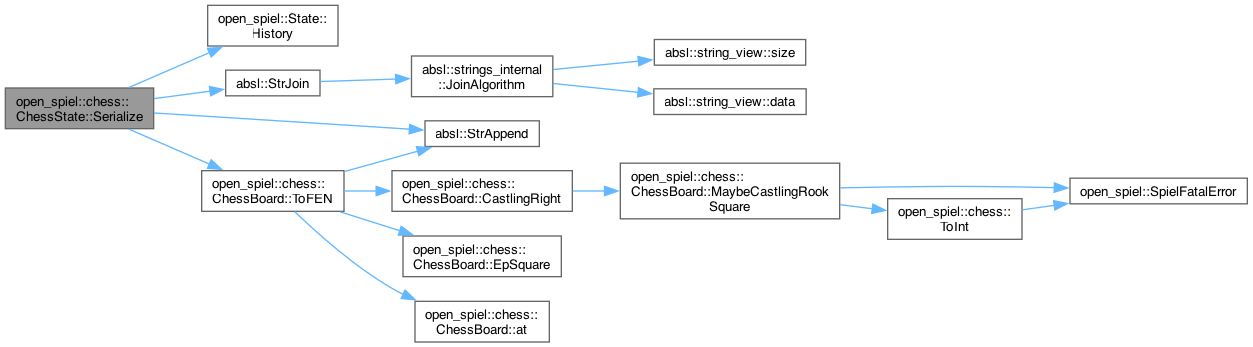 open_spiel::State::
History
absl::StrJoin
absl::strings_internal
::JoinAlgorithm
absl::string_view::size
absl::string_view::data
open_spiel::chess::
ChessState::Serialize
absl::StrAppend
open_spiel::chess::
ChessBoard::ToFEN
open_spiel::chess::
ChessBoard::CastlingRight
open_spiel::chess::
ChessBoard::MaybeCastlingRook
Square
open_spiel::SpielFatalError
open_spiel::chess::
ToInt
open_spiel::chess::
ChessBoard::EpSquare
open_spiel::chess::
ChessBoard::at